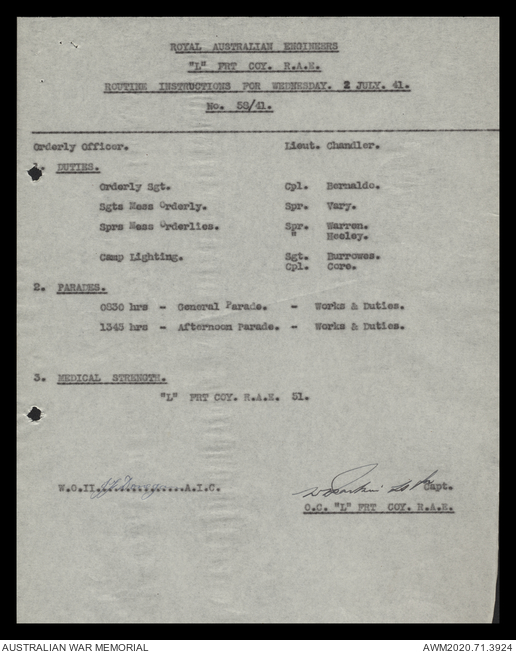 ROYAL AUSTRALIAN ENGINEERS
"L" FRT COY. R.A.E.
ROUTINE INSTRUCTIONS FOR WEDNESDAY. 2 JULY. 41.
No. 58/41.
Orderly Officer. Lieut. Chandler.
1. DUTIES.
Orderly Sgt. Cpl. Bernaldo.
Sgts Mess Orderly. Spr. Vary.
Sprs Mess Orderlies. Spr. Warren.
" Hooley.
Camp Lighting. Sgt. Burrowes.
Cpl. Core.
2. PARADES.
0830 hrs - General Parade. - Works & Duties.
1345 hrs - Afternoon Parade. - Works & Duties.
3. MEDICAL STRENGTH.
"L" FRT COY. R.A.E. 51.
W.O.II. A.I.C. Capt.
O.C. "L" FRT COY. R.A.E.
AUSTRALIAN WAR MEMORIAL AWM2020.71.3924